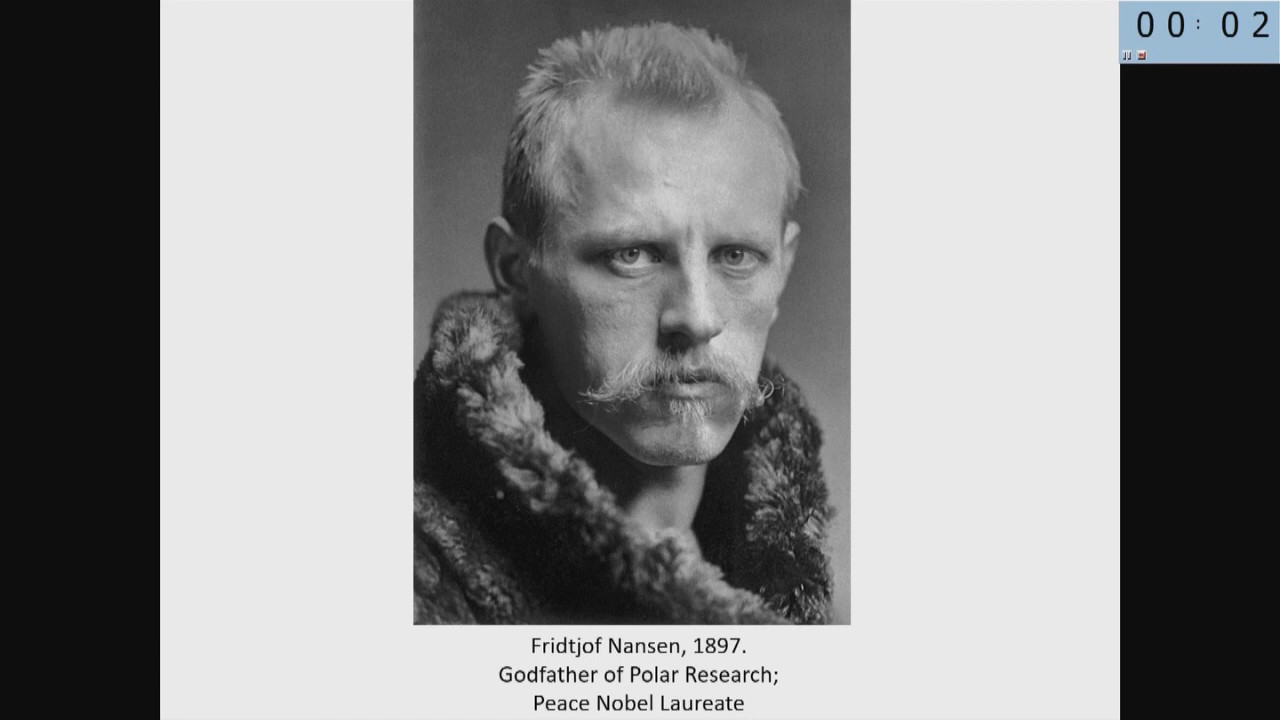 00:02
Fridtjof Nansen, 1897.
Godfather of Polar Research;
Peace Nobel Laureate